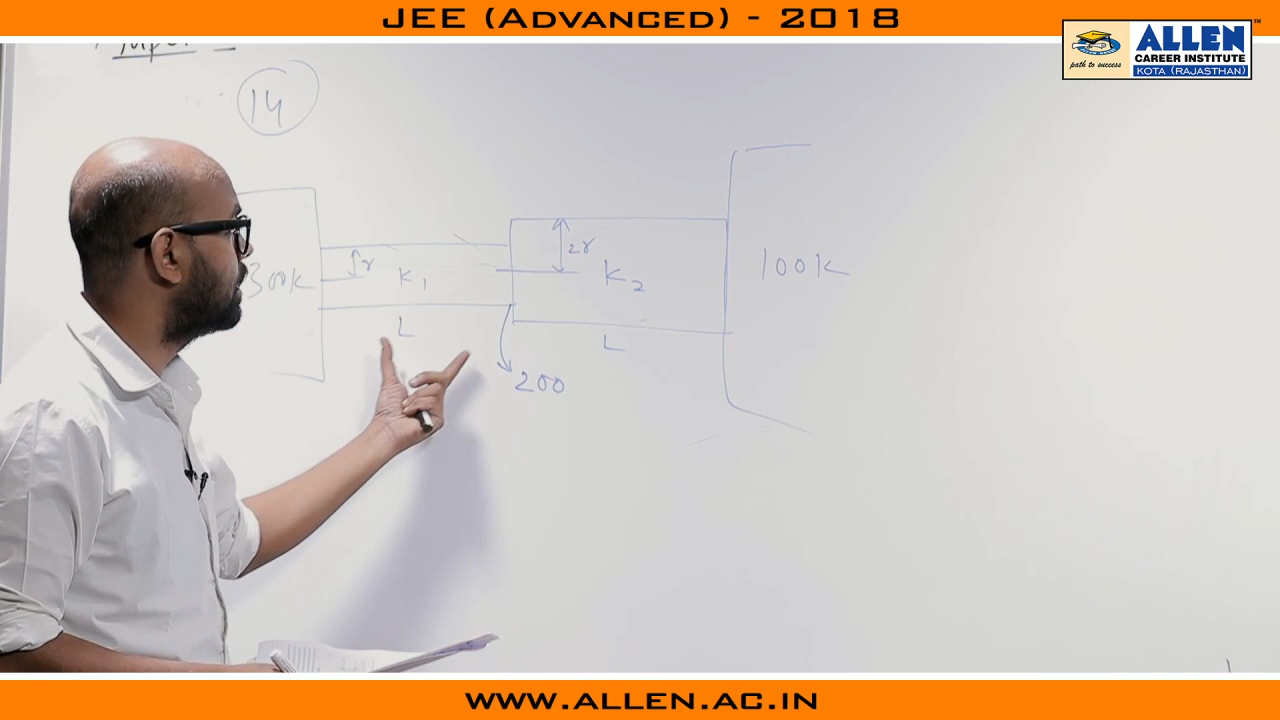 JEE (ADVANCED) - 2018
ALLEN
CAREER INSTITUTE
KOTA (RAJASTHAN)
path to success
TM
14
300K
r
K1
L
2r
K2
L
100K
200
WWW.ALLEN.AC.IN